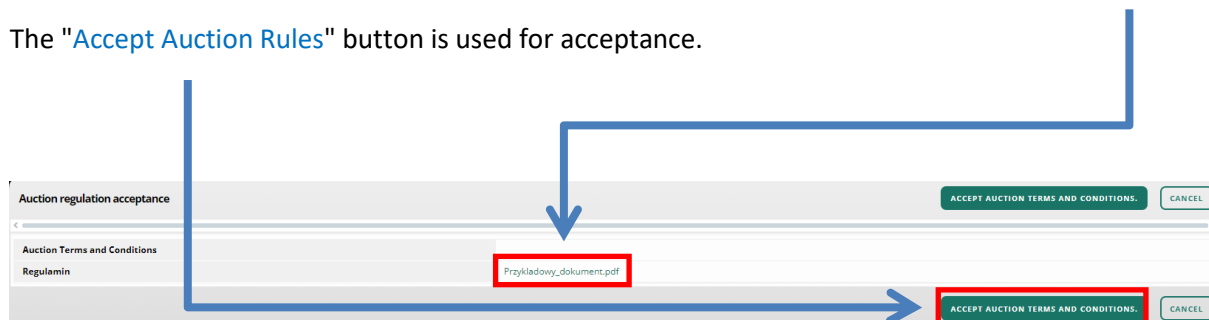 The "Accept Auction Rules" button is used for acceptance.
Auction regulation acceptance
ACCEPT AUCTION TERMS AND CONDITIONS.
CANCEL
Auction Terms and Conditions
Regulamin
Przykladowy_dokument.pdf
ACCEPT AUCTION TERMS AND CONDITIONS.
CANCEL